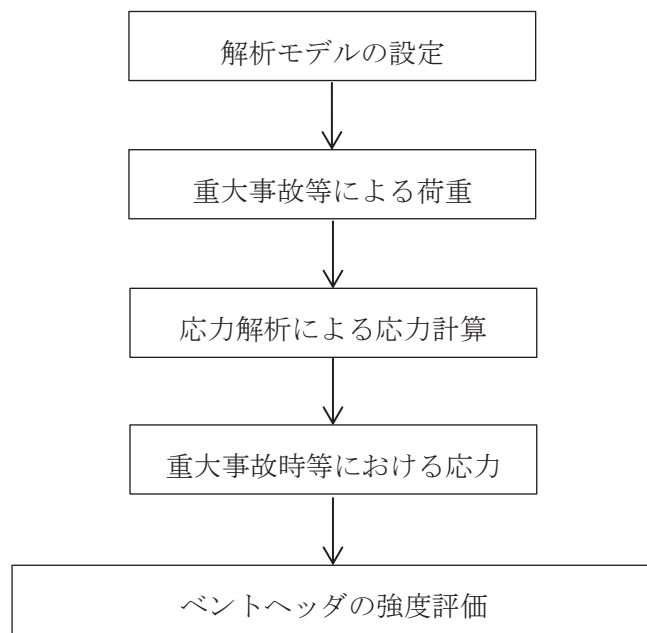 解析モデルの設定
重大事故等による荷重
応力解析による応力計算
重大事故時等における応力
ベントヘッダの強度評価